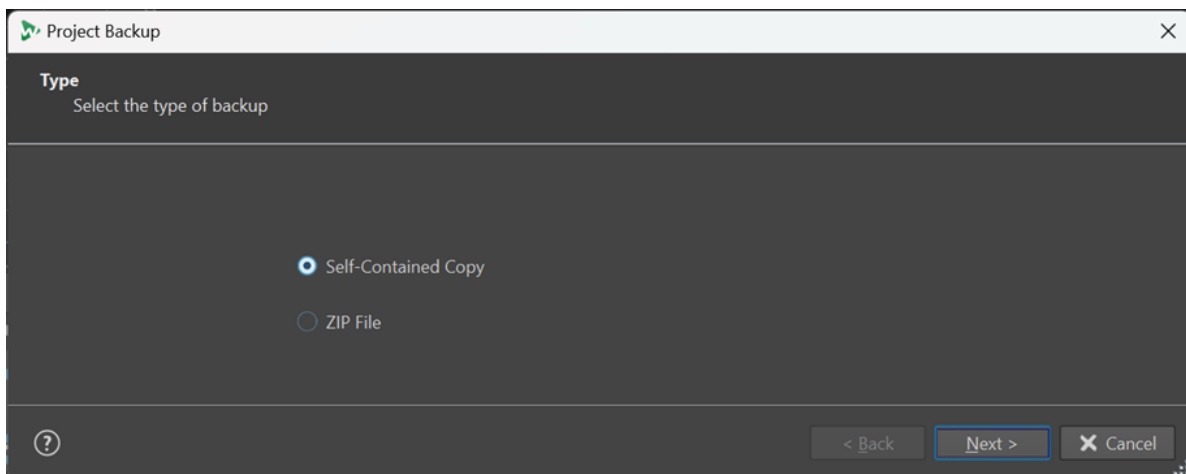 Project Backup
Type
Select the type of backup
Self-Contained Copy
ZIP File
< Back
Next >
Cancel